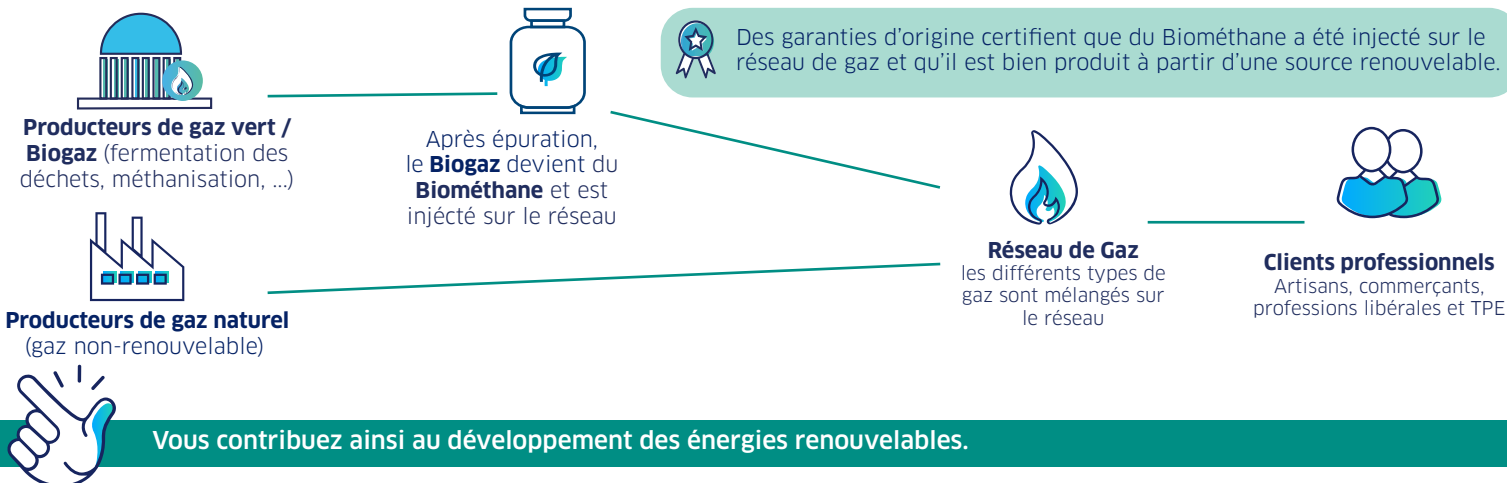 Des garanties d'origine certifient que du Biométhane a été injecté sur le
réseau de gaz et qu'il est bien produit à partir d'une source renouvelable.
Producteurs de gaz vert /
Biogaz (fermentation des
déchets, méthanisation, ...)
Après épuration,
le Biogaz devient du
Biométhane et est
injécté sur le réseau
Producteurs de gaz naturel
(gaz non-renouvelable)
Réseau de Gaz
les différents types de
gaz sont mélangés sur
le réseau
Clients professionnels
Artisans, commerçants,
professions libérales et TPE
Vous contribuez ainsi au développement des énergies renouvelables.